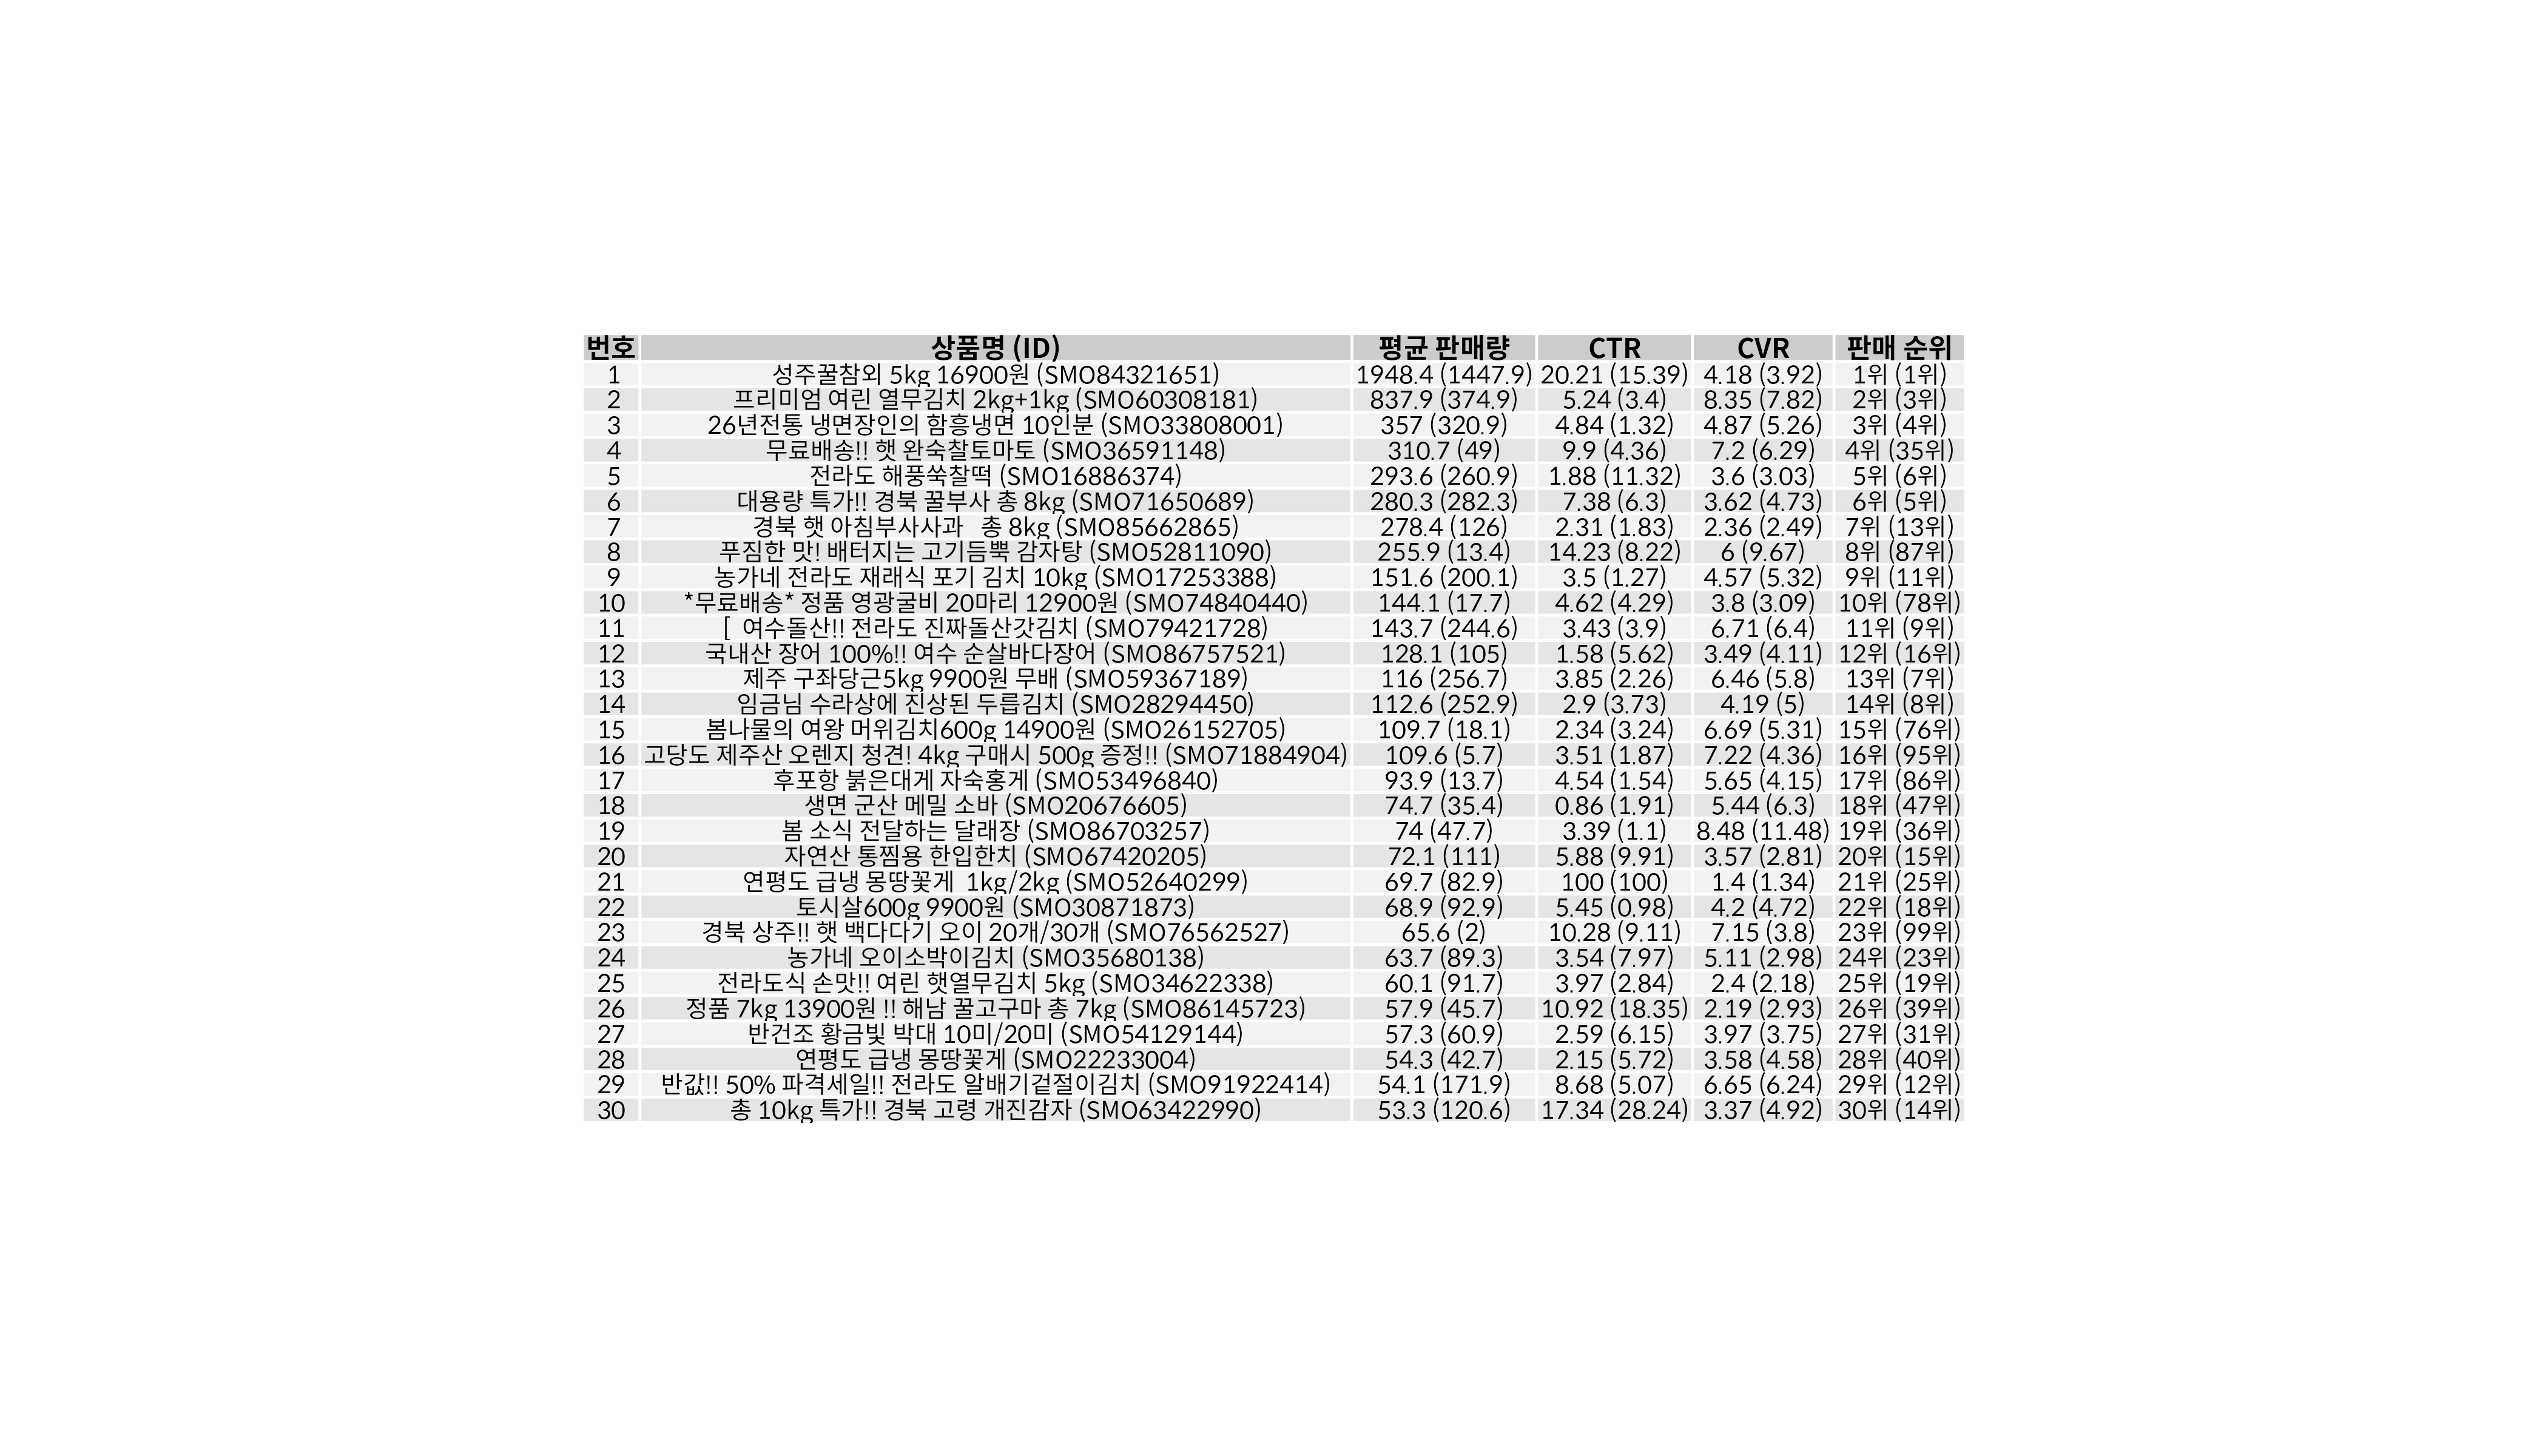 번호 상품명 (ID) 평균 판매량 CTR CVR 판매 순위
1 성주꿀참외 5kg 16900원 (SMO84321651) 1948.4 (1447.9) 20.21 (15.39) 4.18 (3.92) 1위 (1위)
2 프리미엄 여린 열무김치 2kg+1kg (SMO60308181) 837.9 (374.9) 5.24 (3.4) 8.35 (7.82) 2위 (3위)
3 26년전통 냉면장인의 함흥냉면 10인분 (SMO33808001) 357 (320.9) 4.84 (1.32) 4.87 (5.26) 3위 (4위)
4 무료배송!! 햇 완숙찰토마토 (SMO36591148) 310.7 (49) 9.9 (4.36) 7.2 (6.29) 4위 (35위)
5 전라도 해풍쑥찰떡 (SMO16886374) 293.6 (260.9) 1.88 (11.32) 3.6 (3.03) 5위 (6위)
6 대용량 특가!! 경북 꿀부사 총 8kg (SMO71650689) 280.3 (282.3) 7.38 (6.3) 3.62 (4.73) 6위 (5위)
7 경북 햇 아침부사사과 총 8kg (SMO85662865) 278.4 (126) 2.31 (1.83) 2.36 (2.49) 7위 (13위)
8 푸짐한 맛! 배터지는 고기듬뿍 감자탕 (SMO52811090) 255.9 (13.4) 14.23 (8.22) 6 (9.67) 8위 (87위)
9 농가네 전라도 재래식 포기 김치 10kg (SMO17253388) 151.6 (200.1) 3.5 (1.27) 4.57 (5.32) 9위 (11위)
10 *무료배송* 정품 영광굴비 20마리 12900원 (SMO74840440) 144.1 (17.7) 4.62 (4.29) 3.8 (3.09) 10위 (78위)
11 [ 여수돌산!! 전라도 진짜돌산갓김치 (SMO79421728) 143.7 (244.6) 3.43 (3.9) 6.71 (6.4) 11위 (9위)
12 국내산 장어 100%!! 여수 순살바다장어 (SMO86757521) 128.1 (105) 1.58 (5.62) 3.49 (4.11) 12위 (16위)
13 제주 구좌당근5kg 9900원 무배 (SMO59367189) 116 (256.7) 3.85 (2.26) 6.46 (5.8) 13위 (7위)
14 임금님 수라상에 진상된 두릅김치 (SMO28294450) 112.6 (252.9) 2.9 (3.73) 4.19 (5) 14위 (8위)
15 봄나물의 여왕 머위김치600g 14900원 (SMO26152705) 109.7 (18.1) 2.34 (3.24) 6.69 (5.31) 15위 (76위)
16 고당도 제주산 오렌지 청견! 4kg 구매시 500g 증정!! (SMO71884904) 109.6 (5.7) 3.51 (1.87) 7.22 (4.36) 16위 (95위)
17 후포항 붉은대게 자숙홍게 (SMO53496840) 93.9 (13.7) 4.54 (1.54) 5.65 (4.15) 17위 (86위)
18 생면 군산 메밀 소바 (SMO20676605) 74.7 (35.4) 0.86 (1.91) 5.44 (6.3) 18위 (47위)
19 봄 소식 전달하는 달래장 (SMO86703257) 74 (47.7) 3.39 (1.1) 8.48 (11.48) 19위 (36위)
20 자연산 통찜용 한입한치 (SMO67420205) 72.1 (111) 5.88 (9.91) 3.57 (2.81) 20위 (15위)
21 연평도 급냉 몽땅꽃게 1kg/2kg (SMO52640299) 69.7 (82.9) 100 (100) 1.4 (1.34) 21위 (25위)
22 토시살600g 9900원 (SMO30871873) 68.9 (92.9) 5.45 (0.98) 4.2 (4.72) 22위 (18위)
23 경북 상주!! 햇 백다다기 오이 20개/30개 (SMO76562527) 65.6 (2) 10.28 (9.11) 7.15 (3.8) 23위 (99위)
24 농가네 오이소박이김치 (SMO35680138) 63.7 (89.3) 3.54 (7.97) 5.11 (2.98) 24위 (23위)
25 전라도식 손맛!! 여린 햇열무김치 5kg (SMO34622338) 60.1 (91.7) 3.97 (2.84) 2.4 (2.18) 25위 (19위)
26 정품 7kg 13900원 !! 해남 꿀고구마 총 7kg (SMO86145723) 57.9 (45.7) 10.92 (18.35) 2.19 (2.93) 26위 (39위)
27 반건조 황금빛 박대 10미/20미 (SMO54129144) 57.3 (60.9) 2.59 (6.15) 3.97 (3.75) 27위 (31위)
28 연평도 급냉 몽땅꽃게 (SMO22233004) 54.3 (42.7) 2.15 (5.72) 3.58 (4.58) 28위 (40위)
29 반값!! 50% 파격세일!! 전라도 알배기겉절이김치 (SMO91922414) 54.1 (171.9) 8.68 (5.07) 6.65 (6.24) 29위 (12위)
30 총 10kg 특가!! 경북 고령 개진감자 (SMO63422990) 53.3 (120.6) 17.34 (28.24) 3.37 (4.92) 30위 (14위)